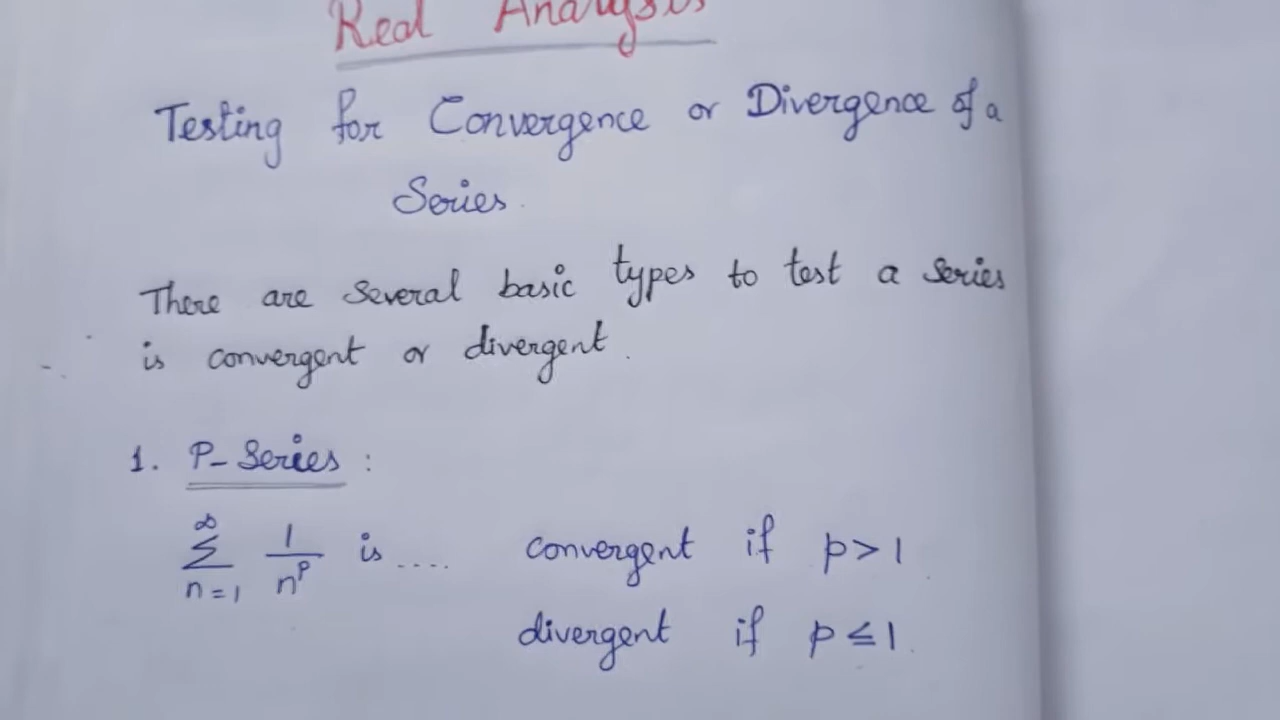 Real Analysis
Testing for Convergence or Divergence of a
Series.
There are several basic types to test a series
is convergent or divergent.
1. P- Series :
∞
∑ 1/n^p is .... convergent if p > 1
n = 1
divergent if p ≤ 1.